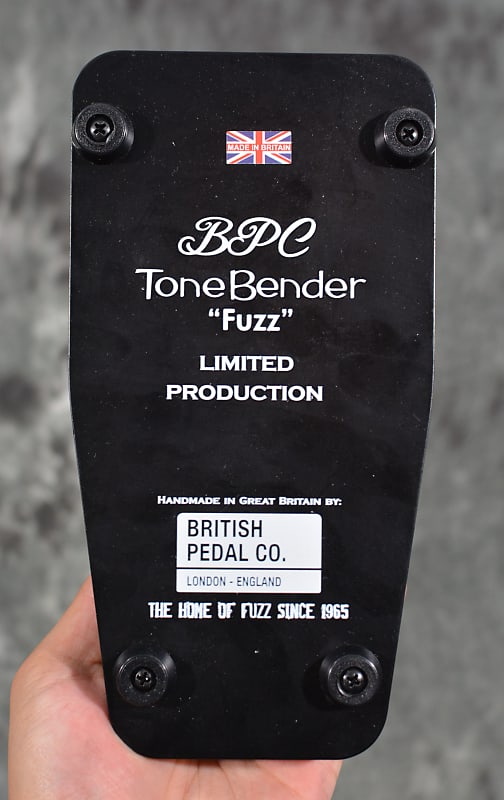 MADE IN BRITAIN
BPC
ToneBender
“Fuzz”
LIMITED
PRODUCTION
HANDMADE IN GREAT BRITAIN BY:
BRITISH
PEDAL CO.
LONDON - ENGLAND
THE HOME OF FUZZ SINCE 1965